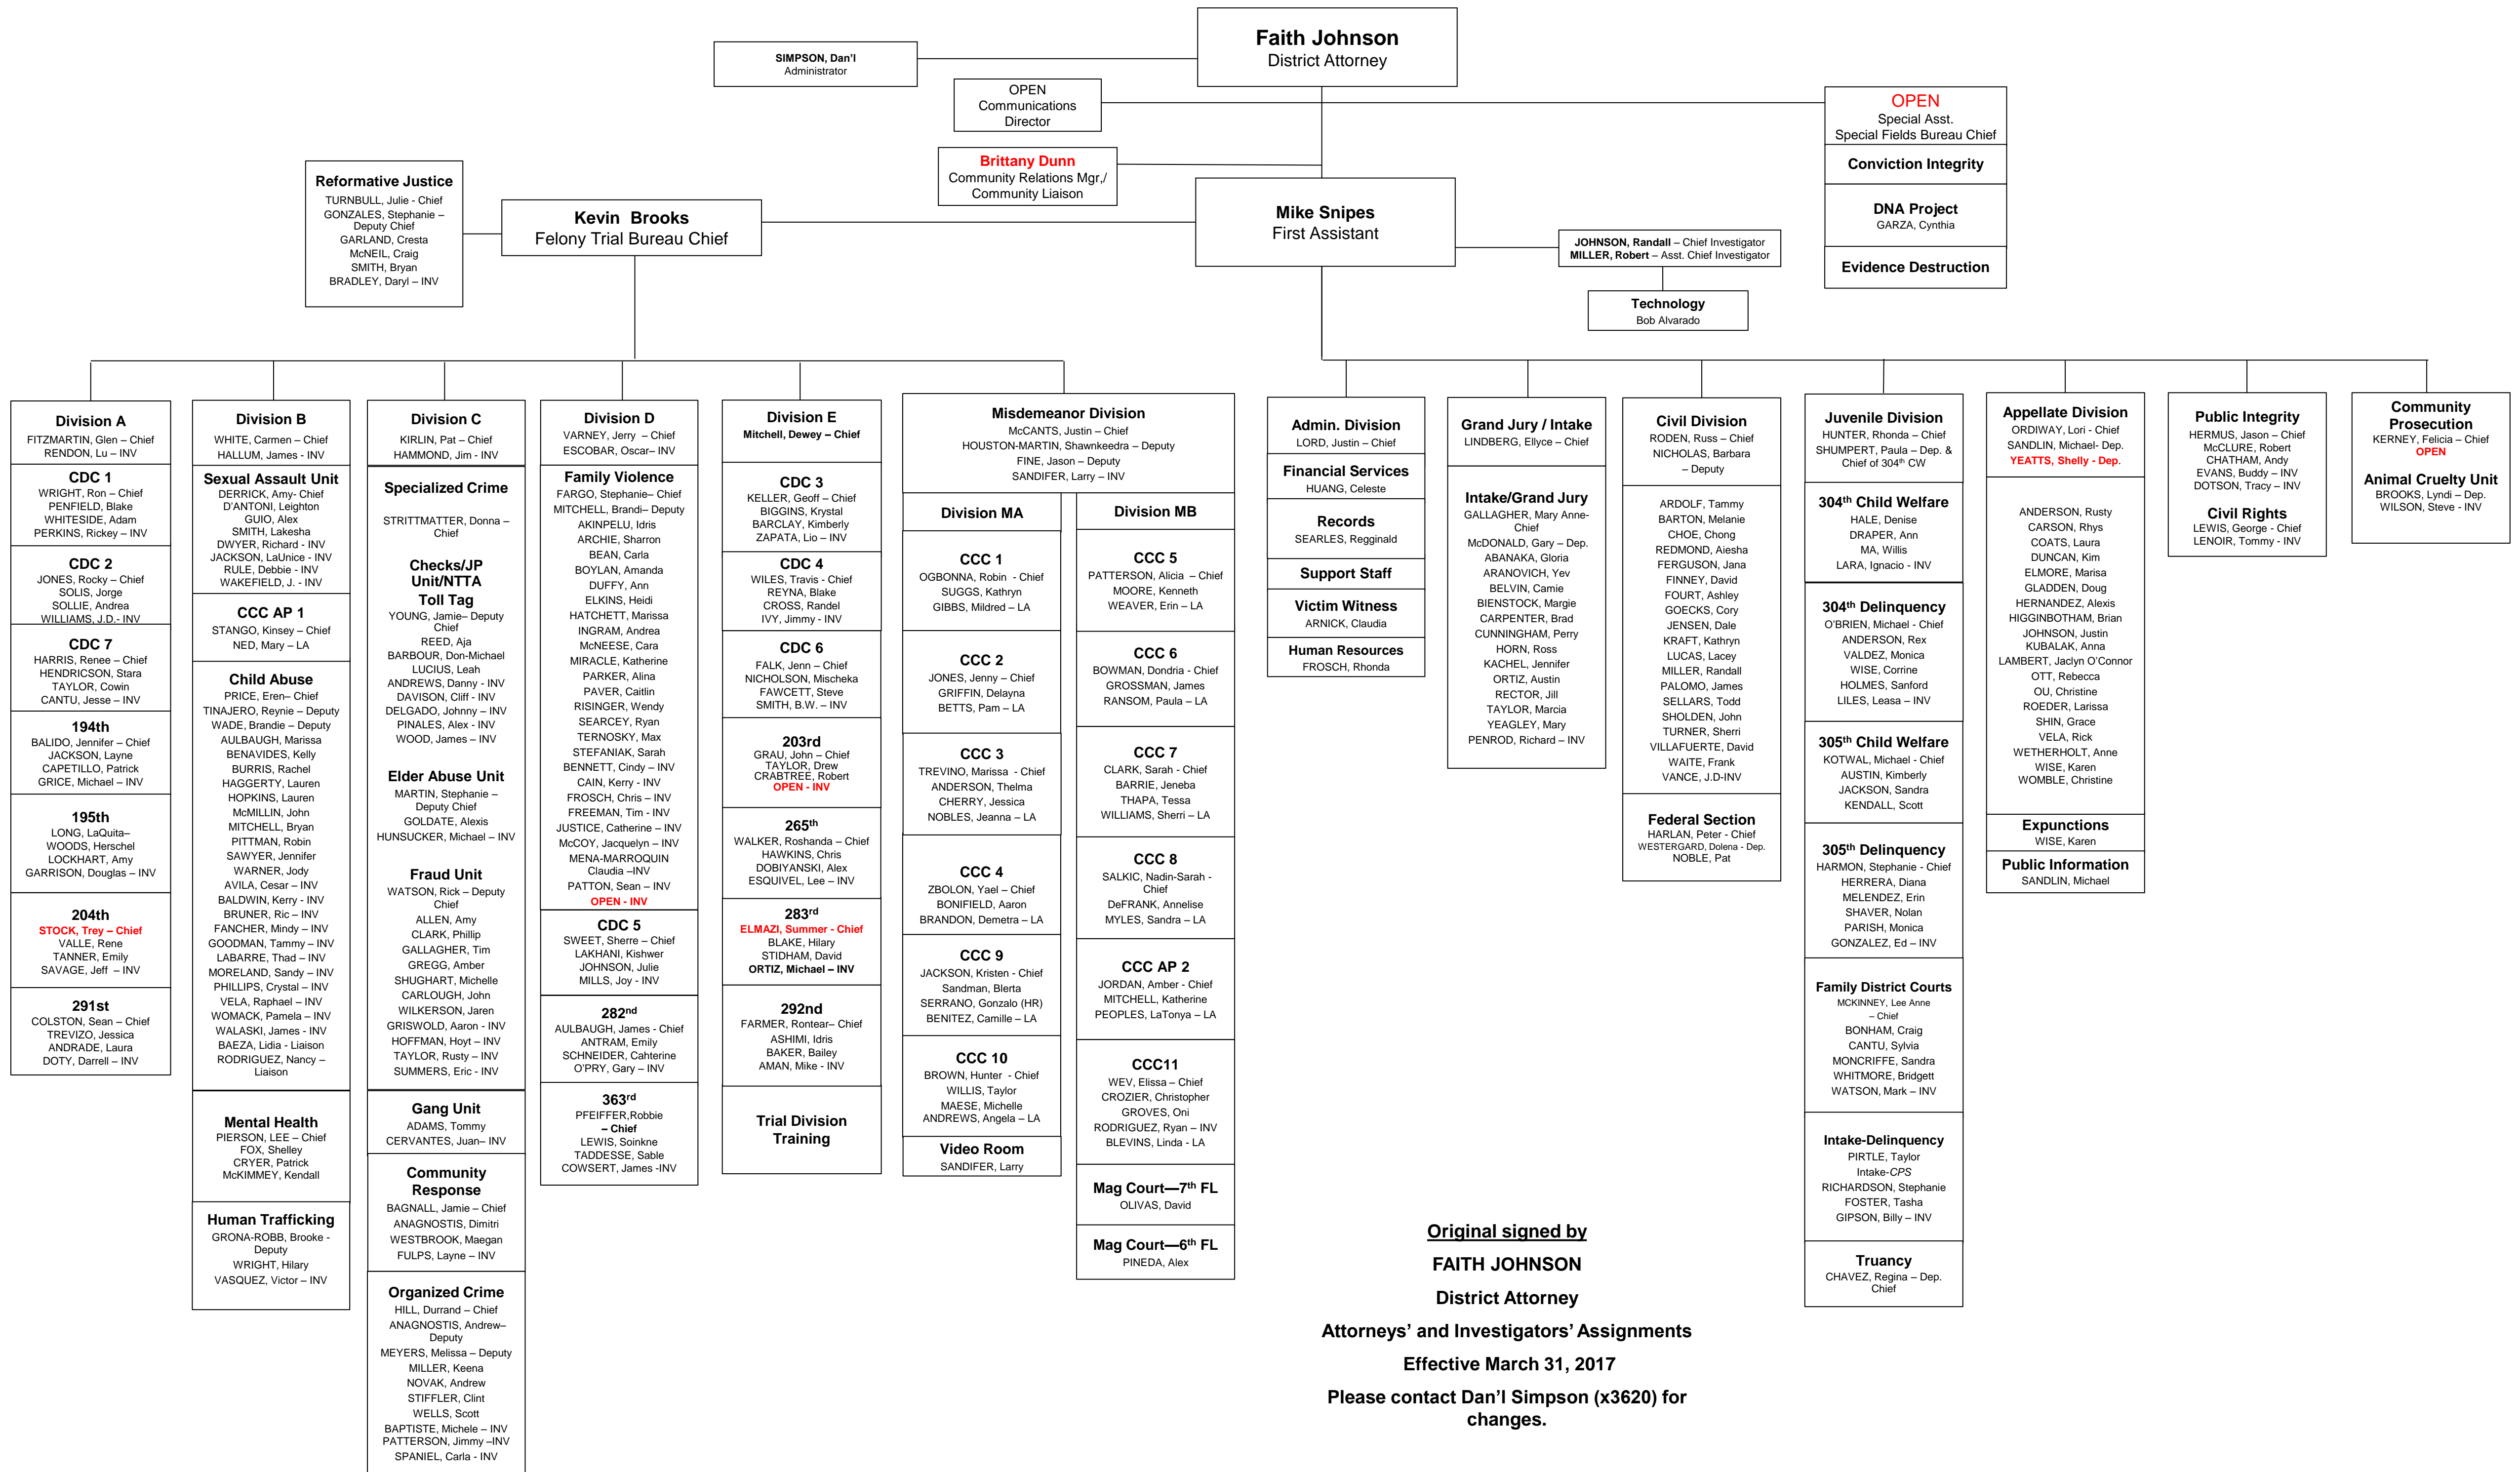 Faith Johnson
District Attorney
SIMPSON, Dan'l
Administrator
OPEN
Communications
Director
OPEN
Special Asst.
Special Fields Bureau Chief
Conviction Integrity
DNA Project
GARZA, Cynthia
Evidence Destruction
Brittany Dunn
Community Relations Mgr,/
Community Liaison
Reformative Justice
TURNBULL, Julie - Chief
GONZALES, Stephanie –
Deputy Chief
GARLAND, Cresta
McNEIL, Craig
SMITH, Bryan
BRADLEY, Daryl – INV
Kevin  Brooks
Felony Trial Bureau Chief
Mike Snipes
First Assistant
JOHNSON, Randall – Chief Investigator
MILLER, Robert – Asst. Chief Investigator
Technology
Bob Alvarado
Division A
FITZMARTIN, Glen – Chief
RENDON, Lu – INV
CDC 1
WRIGHT, Ron – Chief
PENFIELD, Blake
WHITESIDE, Adam
PERKINS, Rickey – INV
CDC 2
JONES, Rocky – Chief
SOLIS, Jorge
SOLLIE, Andrea
WILLIAMS, J.D.- INV
CDC 7
HARRIS, Renee – Chief
HENDRICSON, Stara
TAYLOR, Cowin
CANTU, Jesse – INV
194th
BALIDO, Jennifer – Chief
JACKSON, Layne
CAPETILLO, Patrick
GRICE, Michael – INV
195th
LONG, LaQuita–
WOODS, Herschel
LOCKHART, Amy
GARRISON, Douglas – INV
204th
STOCK, Trey – Chief
VALLE, Rene
TANNER, Emily
SAVAGE, Jeff  – INV
291st
COLSTON, Sean – Chief
TREVIZO, Jessica
ANDRADE, Laura
DOTY, Darrell – INV
Division B
WHITE, Carmen – Chief
HALLUM, James - INV
Sexual Assault Unit
DERRICK, Amy- Chief
D'ANTONI, Leighton
GUIO, Alex
SMITH, Lakesha
DWYER, Richard - INV
JACKSON, LaUnice - INV
RULE, Debbie - INV
WAKEFIELD, J. - INV
CCC AP 1
STANGO, Kinsey – Chief
NED, Mary – LA
Child Abuse
PRICE, Eren– Chief
TINAJERO, Reynie – Deputy
WADE, Brandie – Deputy
AULBAUGH, Marissa
BENAVIDES, Kelly
BURRIS, Rachel
HAGGERTY, Lauren
HOPKINS, Lauren
McMILLIN, John
MITCHELL, Bryan
PITTMAN, Robin
SAWYER, Jennifer
WARNER, Jody
AVILA, Cesar – INV
BALDWIN, Kerry - INV
BRUNER, Ric – INV
FANCHER, Mindy – INV
GOODMAN, Tammy – INV
LABARRE, Thad – INV
MORELAND, Sandy – INV
PHILLIPS, Crystal – INV
VELA, Raphael – INV
WOMACK, Pamela – INV
WALASKI, James - INV
BAEZA, Lidia - Liaison
RODRIGUEZ, Nancy –
Liaison
Mental Health
PIERSON, LEE – Chief
FOX, Shelley
CRYER, Patrick
McKIMMEY, Kendall
Human Trafficking
GRONA-ROBB, Brooke -
Deputy
WRIGHT, Hilary
VASQUEZ, Victor – INV
Division C
KIRLIN, Pat – Chief
HAMMOND, Jim - INV
Specialized Crime
STRITTMATTER, Donna –
Chief
Checks/JP
Unit/NTTA
Toll Tag
YOUNG, Jamie– Deputy
Chief
REED, Aja
BARBOUR, Don-Michael
LUCIUS, Leah
ANDREWS, Danny - INV
DAVISON, Cliff - INV
DELGADO, Johnny – INV
PINALES, Alex - INV
WOOD, James – INV
Elder Abuse Unit
MARTIN, Stephanie –
Deputy Chief
GOLDATE, Alexis
HUNSUCKER, Michael – INV
Fraud Unit
WATSON, Rick – Deputy
Chief
ALLEN, Amy
CLARK, Phillip
GALLAGHER, Tim
GREGG, Amber
SHUGHART, Michelle
CARLOUGH, John
WILKERSON, Jaren
GRISWOLD, Aaron - INV
HOFFMAN, Hoyt – INV
TAYLOR, Rusty – INV
SUMMERS, Eric - INV
Gang Unit
ADAMS, Tommy
CERVANTES, Juan– INV
Community
Response
BAGNALL, Jamie – Chief
ANAGNOSTIS, Dimitri
WESTBROOK, Maegan
FULPS, Layne – INV
Organized Crime
HILL, Durrand – Chief
ANAGNOSTIS, Andrew–
Deputy
MEYERS, Melissa – Deputy
MILLER, Keena
NOVAK, Andrew
STIFFLER, Clint
WELLS, Scott
BAPTISTE, Michele – INV
PATTERSON, Jimmy –INV
SPANIEL, Carla - INV
Division D
VARNEY, Jerry  – Chief
ESCOBAR, Oscar– INV
Family Violence
FARGO, Stephanie– Chief
MITCHELL, Brandi– Deputy
AKINPELU, Idris
ARCHIE, Sharron
BEAN, Carla
BOYLAN, Amanda
DUFFY, Ann
ELKINS, Heidi
HATCHETT, Marissa
INGRAM, Andrea
McNEESE, Cara
MIRACLE, Katherine
PARKER, Alina
PAVER, Caitlin
RISINGER, Wendy
SEARCEY, Ryan
TERNOSKY, Max
STEFANIAK, Sarah
BENNETT, Cindy – INV
CAIN, Kerry - INV
FROSCH, Chris – INV
FREEMAN, Tim - INV
JUSTICE, Catherine – INV
McCOY, Jacquelyn – INV
MENA-MARROQUIN
Claudia –INV
PATTON, Sean – INV
OPEN - INV
CDC 5
SWEET, Sherre – Chief
LAKHANI, Kishwer
JOHNSON, Julie
MILLS, Joy - INV
282nd
AULBAUGH, James - Chief
ANTRAM, Emily
SCHNEIDER, Cahterine
O'PRY, Gary – INV
363rd
PFEIFFER,Robbie
– Chief
LEWIS, Soinkne
TADDESSE, Sable
COWSERT, James -INV
Division E
Mitchell, Dewey – Chief
CDC 3
KELLER, Geoff – Chief
BIGGINS, Krystal
BARCLAY, Kimberly
ZAPATA, Lio – INV
CDC 4
WILES, Travis - Chief
REYNA, Blake
CROSS, Randel
IVY, Jimmy - INV
CDC 6
FALK, Jenn – Chief
NICHOLSON, Mischeka
FAWCETT, Steve
SMITH, B.W. – INV
203rd
GRAU, John – Chief
TAYLOR, Drew
CRABTREE, Robert
OPEN - INV
265th
WALKER, Roshanda – Chief
HAWKINS, Chris
DOBIYANSKI, Alex
ESQUIVEL, Lee – INV
283rd
ELMAZI, Summer - Chief
BLAKE, Hilary
STIDHAM, David
ORTIZ, Michael – INV
292nd
FARMER, Rontear– Chief
ASHIMI, Idris
BAKER, Bailey
AMAN, Mike - INV
Trial Division
Training
Misdemeanor Division
McCANTS, Justin – Chief
HOUSTON-MARTIN, Shawnkeedra – Deputy
FINE, Jason – Deputy
SANDIFER, Larry – INV
Division MA
CCC 1
OGBONNA, Robin  - Chief
SUGGS, Kathryn
GIBBS, Mildred – LA
CCC 2
JONES, Jenny – Chief
GRIFFIN, Delayna
BETTS, Pam – LA
CCC 3
TREVINO, Marissa  - Chief
ANDERSON, Thelma
CHERRY, Jessica
NOBLES, Jeanna – LA
CCC 4
ZBOLON, Yael – Chief
BONIFIELD, Aaron
BRANDON, Demetra – LA
CCC 9
JACKSON, Kristen - Chief
Sandman, Blerta
SERRANO, Gonzalo (HR)
BENITEZ, Camille – LA
CCC 10
BROWN, Hunter  - Chief
WILLIS, Taylor
MAESE, Michelle
ANDREWS, Angela – LA
Video Room
SANDIFER, Larry
Division MB
CCC 5
PATTERSON, Alicia  – Chief
MOORE, Kenneth
WEAVER, Erin – LA
CCC 6
BOWMAN, Dondria - Chief
GROSSMAN, James
RANSOM, Paula – LA
CCC 7
CLARK, Sarah - Chief
BARRIE, Jeneba
THAPA, Tessa
WILLIAMS, Sherri – LA
CCC 8
SALKIC, Nadin-Sarah -
Chief
DeFRANK, Annelise
MYLES, Sandra – LA
CCC AP 2
JORDAN, Amber - Chief
MITCHELL, Katherine
PEOPLES, LaTonya – LA
CCC11
WEV, Elissa – Chief
CROZIER, Christopher
GROVES, Oni
RODRIGUEZ, Ryan – INV
BLEVINS, Linda - LA
Mag Court—7th FL
OLIVAS, David
Mag Court—6th FL
PINEDA, Alex
Admin. Division
LORD, Justin – Chief
Financial Services
HUANG, Celeste
Records
SEARLES, Regginald
Support Staff
Victim Witness
ARNICK, Claudia
Human Resources
FROSCH, Rhonda
Grand Jury / Intake
LINDBERG, Ellyce – Chief
Intake/Grand Jury
GALLAGHER, Mary Anne-
Chief
McDONALD, Gary – Dep.
ABANAKA, Gloria
ARANOVICH, Yev
BELVIN, Camie
BIENSTOCK, Margie
CARPENTER, Brad
CUNNINGHAM, Perry
HORN, Ross
KACHEL, Jennifer
ORTIZ, Austin
RECTOR, Jill
TAYLOR, Marcia
YEAGLEY, Mary
PENROD, Richard – INV
Civil Division
RODEN, Russ – Chief
NICHOLAS, Barbara
– Deputy
ARDOLF, Tammy
BARTON, Melanie
CHOE, Chong
REDMOND, Aiesha
FERGUSON, Jana
FINNEY, David
FOURT, Ashley
GOECKS, Cory
JENSEN, Dale
KRAFT, Kathryn
LUCAS, Lacey
MILLER, Randall
PALOMO, James
SELLARS, Todd
SHOLDEN, John
TURNER, Sherri
VILLAFUERTE, David
WAITE, Frank
VANCE, J.D-INV
Federal Section
HARLAN, Peter - Chief
WESTERGARD, Dolena - Dep.
NOBLE, Pat
Juvenile Division
HUNTER, Rhonda – Chief
SHUMPERT, Paula – Dep. &
Chief of 304th CW
304th Child Welfare
HALE, Denise
DRAPER, Ann
MA, Willis
LARA, Ignacio - INV
304th Delinquency
O'BRIEN, Michael - Chief
ANDERSON, Rex
VALDEZ, Monica
WISE, Corrine
HOLMES, Sanford
LILES, Leasa – INV
305th Child Welfare
KOTWAL, Michael - Chief
AUSTIN, Kimberly
JACKSON, Sandra
KENDALL, Scott
305th Delinquency
HARMON, Stephanie - Chief
HERRERA, Diana
MELENDEZ, Erin
SHAVER, Nolan
PARISH, Monica
GONZALEZ, Ed – INV
Family District Courts
MCKINNEY, Lee Anne
– Chief
BONHAM, Craig
CANTU, Sylvia
MONCRIFFE, Sandra
WHITMORE, Bridgett
WATSON, Mark – INV
Intake-Delinquency
PIRTLE, Taylor
Intake-CPS
RICHARDSON, Stephanie
FOSTER, Tasha
GIPSON, Billy – INV
Truancy
CHAVEZ, Regina – Dep.
Chief
Appellate Division
ORDIWAY, Lori - Chief
SANDLIN, Michael- Dep.
YEATTS, Shelly - Dep.
ANDERSON, Rusty
CARSON, Rhys
COATS, Laura
DUNCAN, Kim
ELMORE, Marisa
GLADDEN, Doug
HERNANDEZ, Alexis
HIGGINBOTHAM, Brian
JOHNSON, Justin
KUBALAK, Anna
LAMBERT, Jaclyn O'Connor
OTT, Rebecca
OU, Christine
ROEDER, Larissa
SHIN, Grace
VELA, Rick
WETHERHOLT, Anne
WISE, Karen
WOMBLE, Christine
Expunctions
WISE, Karen
Public Information
SANDLIN, Michael
Public Integrity
HERMUS, Jason – Chief
McCLURE, Robert
CHATHAM, Andy
EVANS, Buddy – INV
DOTSON, Tracy – INV
Civil Rights
LEWIS, George - Chief
LENOIR, Tommy - INV
Community
Prosecution
KERNEY, Felicia – Chief
OPEN
Animal Cruelty Unit
BROOKS, Lyndi – Dep.
WILSON, Steve - INV
Original signed by
FAITH JOHNSON
District Attorney
Attorneys' and Investigators' Assignments
Effective March 31, 2017
Please contact Dan'l Simpson (x3620) for
changes.